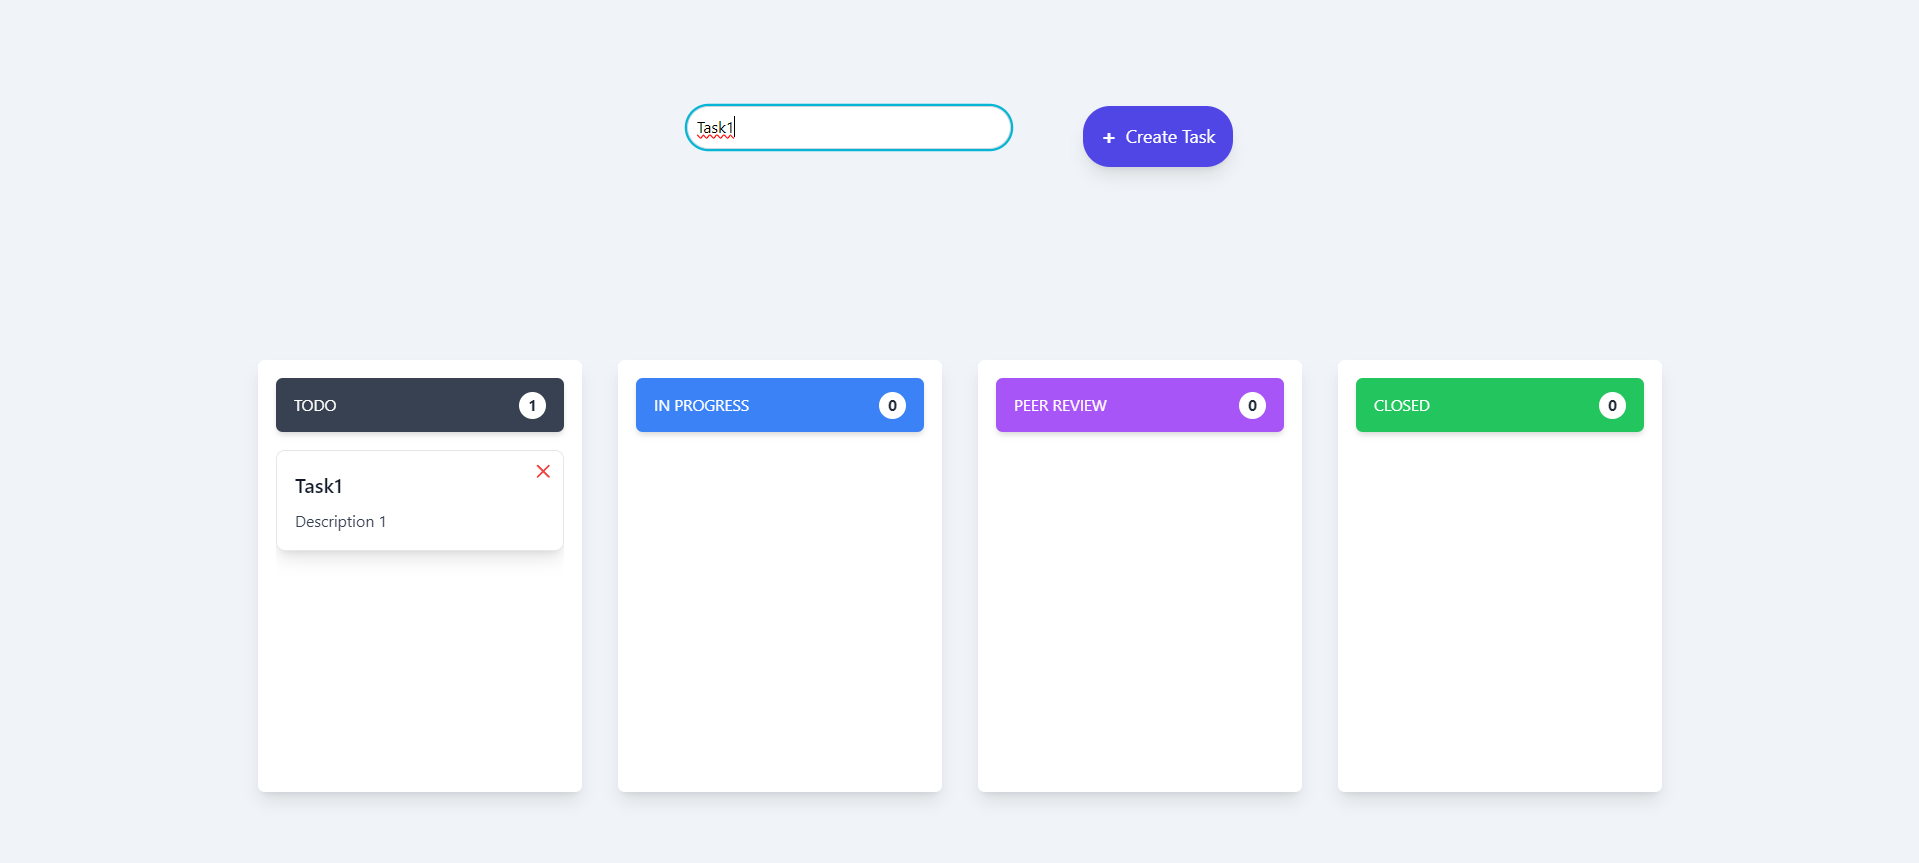 Task1
+ Create Task
TODO 1
IN PROGRESS 0
PEER REVIEW 0
CLOSED 0
Task1
Description 1